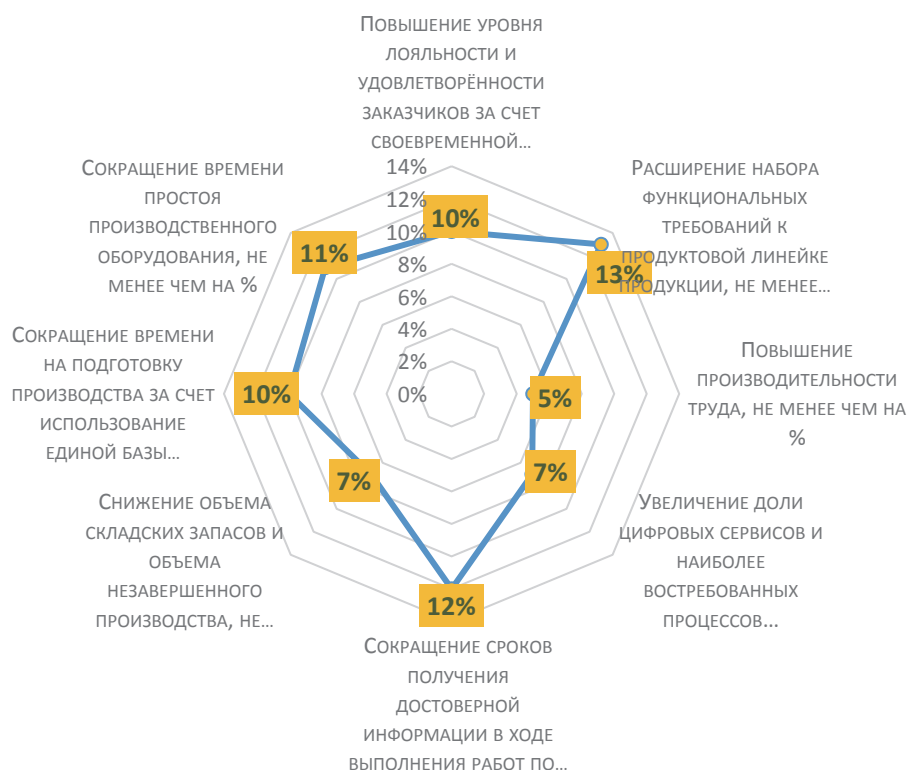 Повышение уровня
лояльности и
удовлетворённости
заказчиков за счет
своевременной…
Расширение набора
функциональных
требований к
продуктовой линейке
продукции, не менее…
Повышение
производительности
труда, не менее чем на
%
Увеличение доли
цифровых сервисов и
наиболее
востребованных
процессов…
Сокращение сроков
получения
достоверной
информации в ходе
выполнения работ по…
Снижение объема
складских запасов и
объема
незавершенного
производства, не…
Сокращение времени
на подготовку
производства за счет
использование
единой базы…
Сокращение времени
простоя
производственного
оборудования, не
менее чем на %
14%
12%
10%
8%
6%
4%
2%
0%
10%
13%
5%
7%
12%
7%
10%
11%